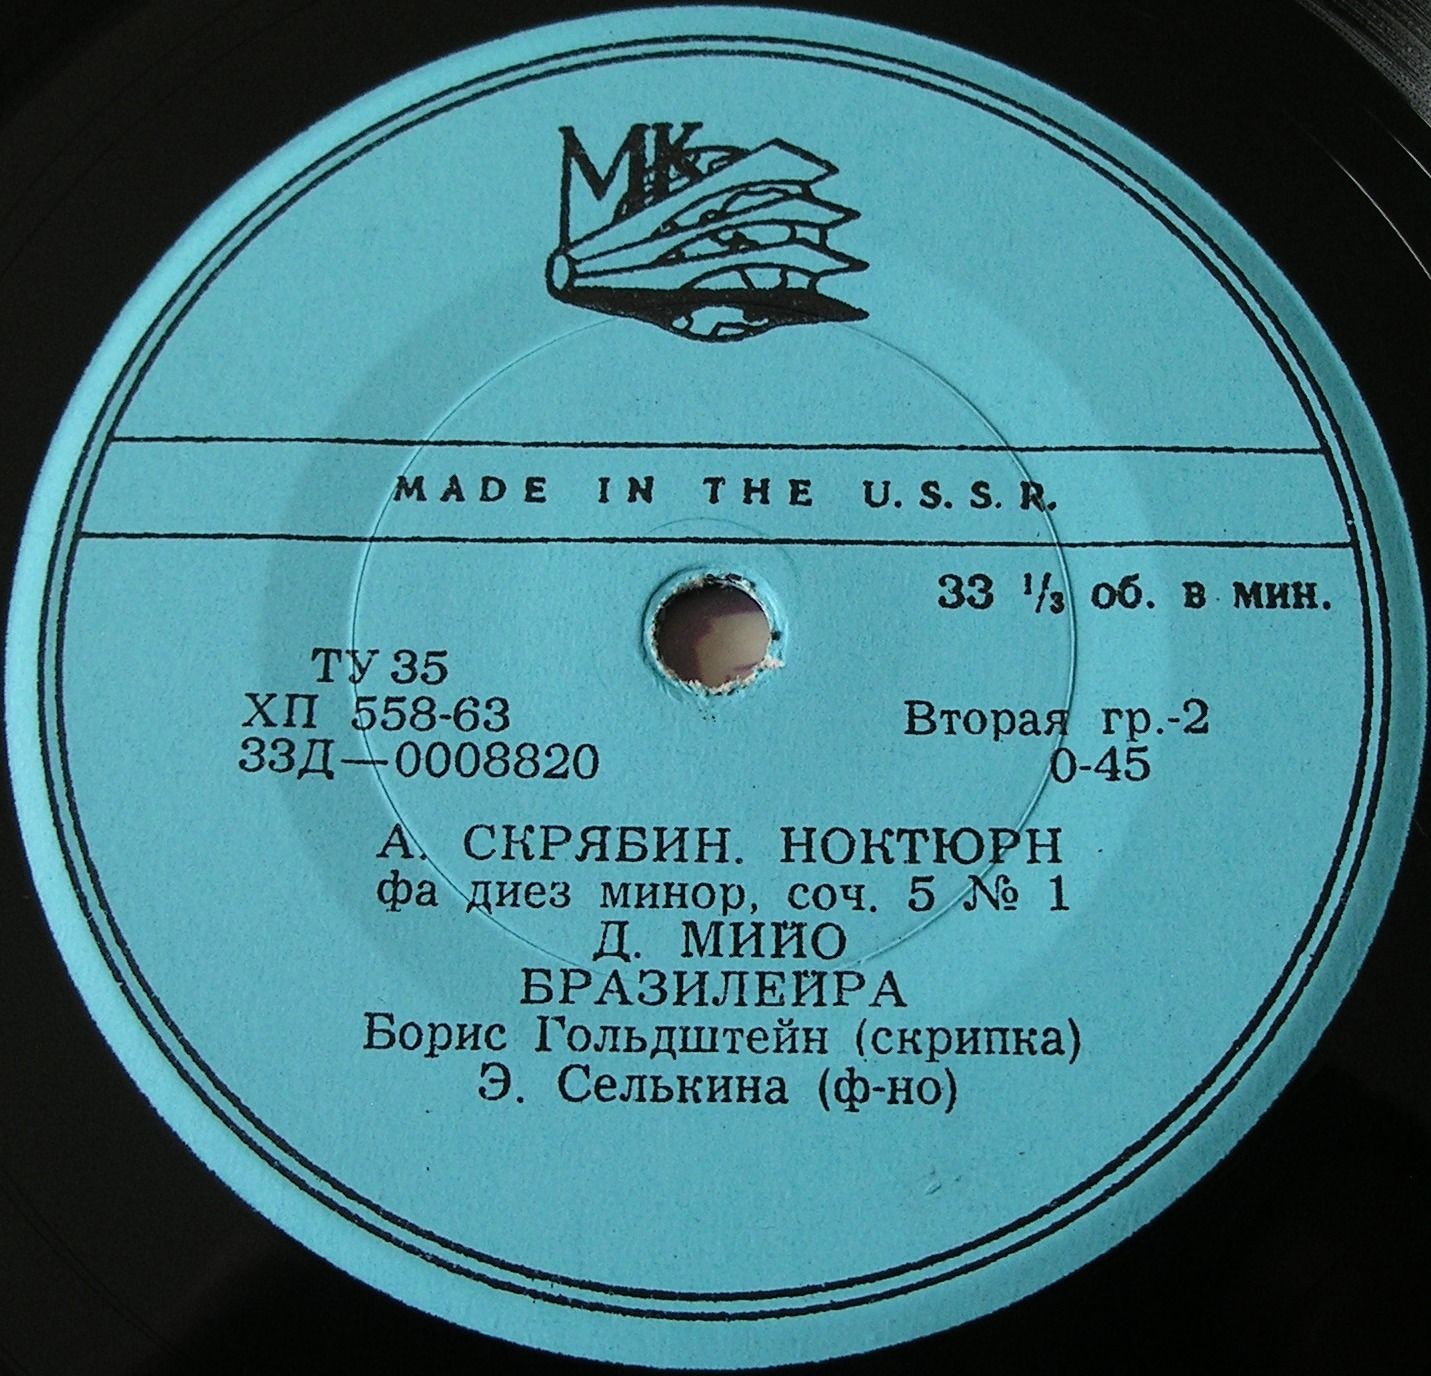 МК
MADE IN THE U.S.S.R.
33 1/3 об. в мин.
ТУ 35
ХП 558-63
Вторая гр.-2
33Д—0008820
0-45
А. СКРЯБИН. НОКТЮРН
фа диез минор, соч. 5 № 1
Д. МИЙО
БРАЗИЛЕЙРА
Борис Гольдштейн (скрипка)
Э. Селькина (ф-но)